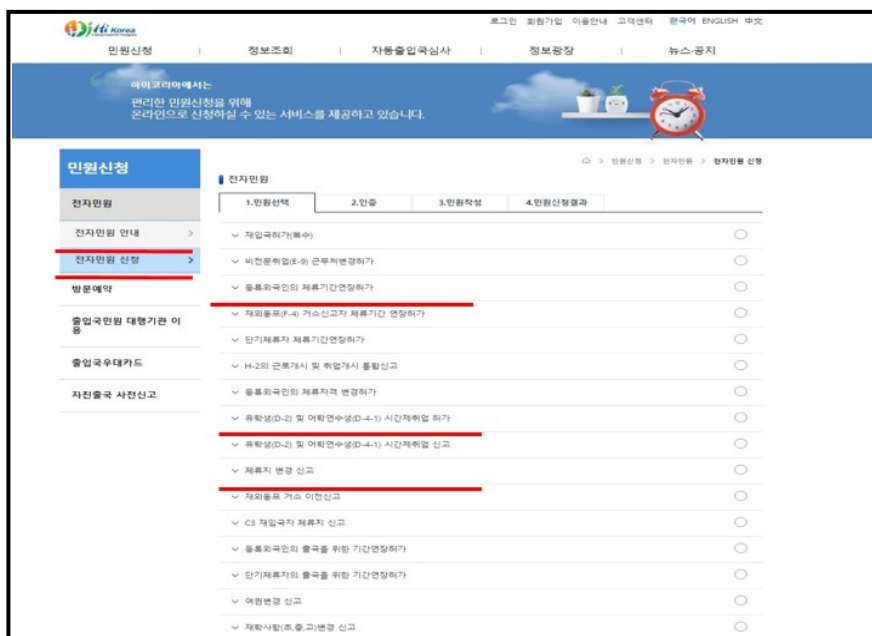 Hi Korea
로그인 회원가입 이용안내 고객센터 한국어 ENGLISH 中文
민원신청 정보조회 자동출입국심사 정보광장 뉴스·공지
하이코리아에서는
편리한 민원신청을 위해
온라인으로 신청하실 수 있는 서비스를 제공하고 있습니다.
민원신청
> 민원신청 > 전자민원 > 전자민원 신청
전자민원
전자민원
1.민원선택 2.인증 3.민원작성 4.민원신청결과
전자민원 안내 >
전자민원 신청 >
방문예약
출입국민원 대행기관 이
용
출입국우대카드
자진출국 사전신고
재입국허가(복수)
비전문취업(E-9) 근무처변경허가
등록외국인의 체류기간연장허가
재외동포(F-4) 거소신고자 체류기간 연장허가
단기체류자 체류기간연장허가
H-2의 근로개시 및 취업개시 통합신고
등록외국인의 체류자격 변경허가
유학생(D-2) 및 어학연수생(D-4-1) 시간제취업 허가
유학생(D-2) 및 어학연수생(D-4-1) 시간제취업 신고
체류지 변경 신고
재외동포 거소 이전신고
C3 재입국자 체류지 신고
등록외국인의 출국을 위한 기간연장허가
단기체류자의 출국을 위한 기간연장허가
여권변경 신고
재학사항(초,중,고)변경 신고